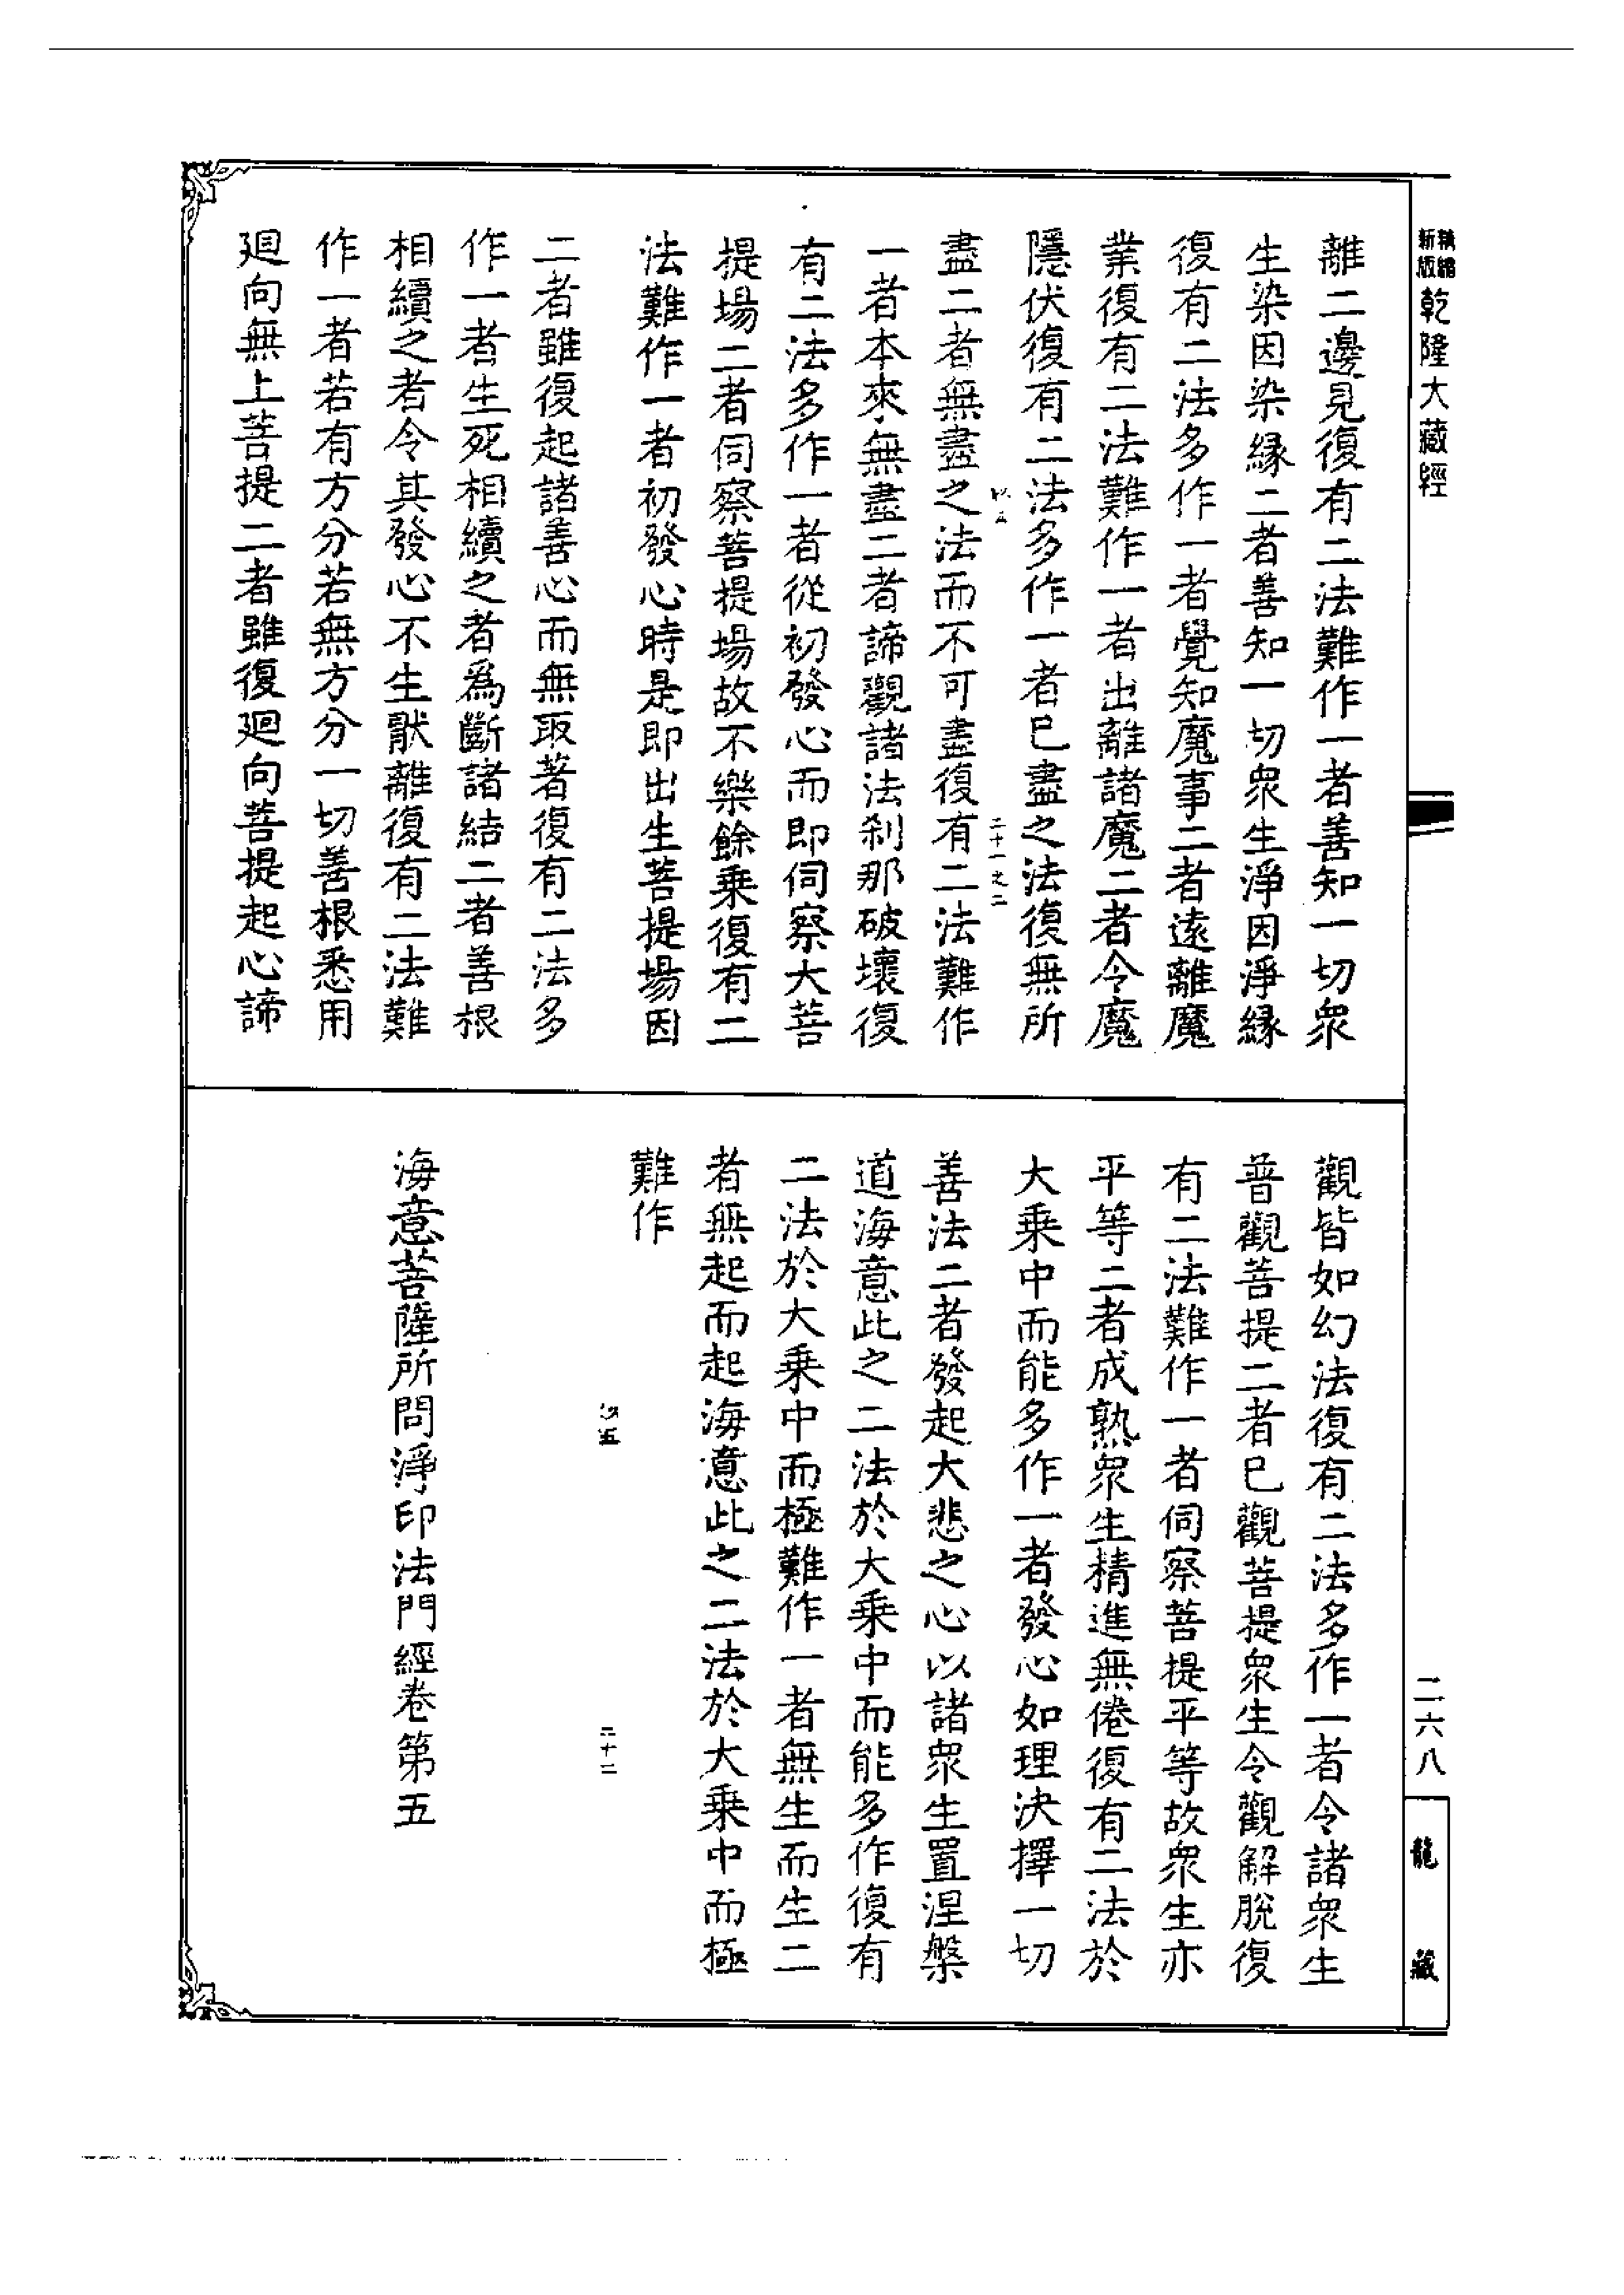 新版精縮乾隆大藏經
離二邊見復有二法難作一者善知一切衆
生染因染縁二者善知一切衆生淨因淨縁
復有二法多作一者覺知魔事二者遠離魔
業復有二法難作一者出離諸魔二者令魔
隱伏復有二法多作一者巳盡之法復無所
二十一之二
盡二者無盡之法而不可盡復有二法難作
一者本來無盡二者諦觀諸法刹那破壞復
有二法多作一者從初發心而即伺察大菩
提場二者伺察菩提場故不樂餘乗復有二
法難作一者初發心時是即出生菩提場因
二者雖復起諸善心而無取著復有二法多
作一者生死相續之者爲斷諸結二者善根
相續之者令其發心不生厭離復有二法難
作一者若有方分若無方分一切善根悉用
廻向無上菩提二者雖復廻向菩提起心諦
觀皆如幻法復有二法多作一者令諸衆生
普觀菩提二者巳觀菩提衆生令觀解脫復
有二法難作一者伺察菩提平等故衆生亦
平等二者成熟衆生精進無倦復有二法於
大乗中而能多作一者發心如理決擇一切
善法二者發起大悲之心以諸衆生置涅槃
道海意此之二法於大乗中而能多作復有
二法於大乗中而極難作一者無生而生二
者無起而起海意此之二法於大乗中而極
難作
二十二
海意菩薩所問淨印法門經卷第五
二六八
龍藏